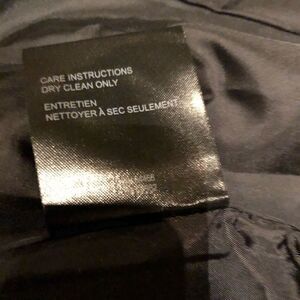 CARE INSTRUCTIONS
DRY CLEAN ONLY
ENTRETIEN
NETTOYER À SEC SEULEMENT